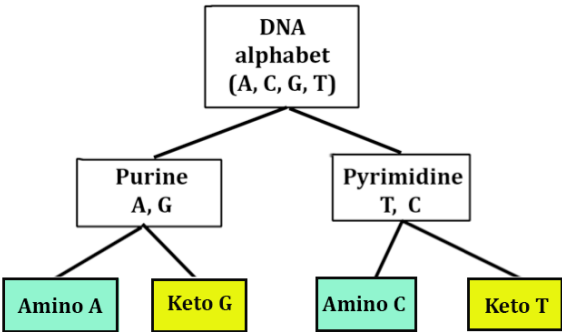 DNA
alphabet
(A, C, G, T)
Purine
A, G
Pyrimidine
T, C
Amino A
Keto G
Amino C
Keto T